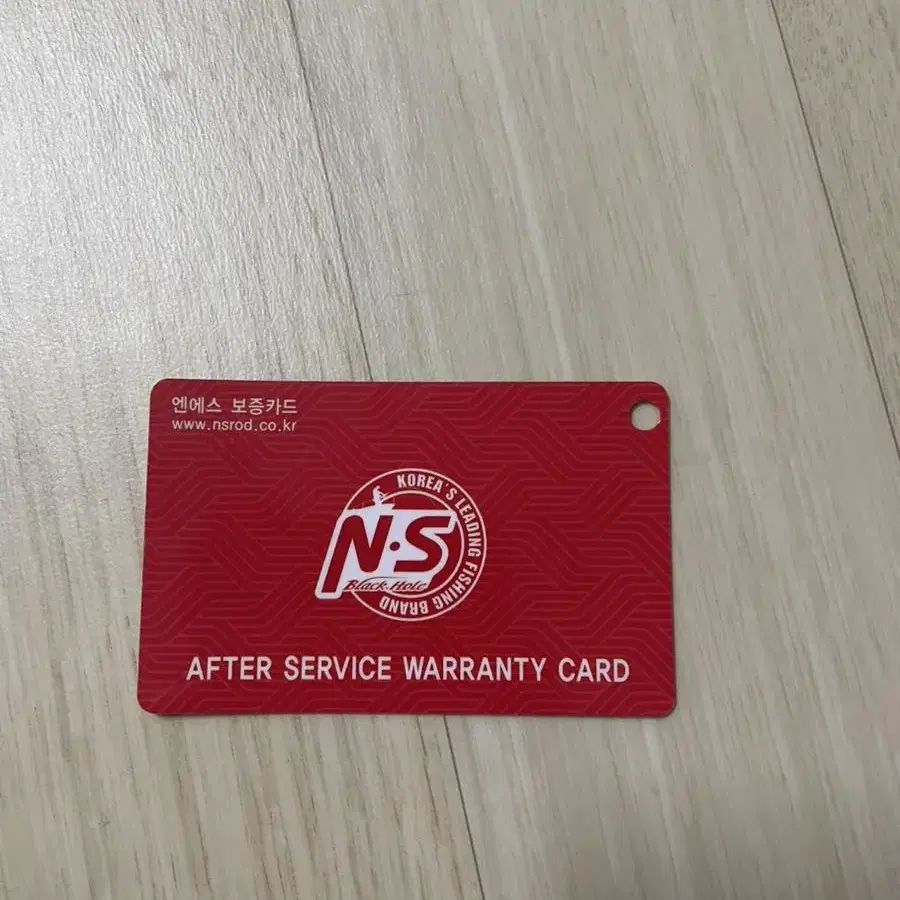 엔에스 보증카드
www.nsrod.co.kr
KOREA'S LEADING FISHING BRAND
N·S
Black Hole
AFTER SERVICE WARRANTY CARD